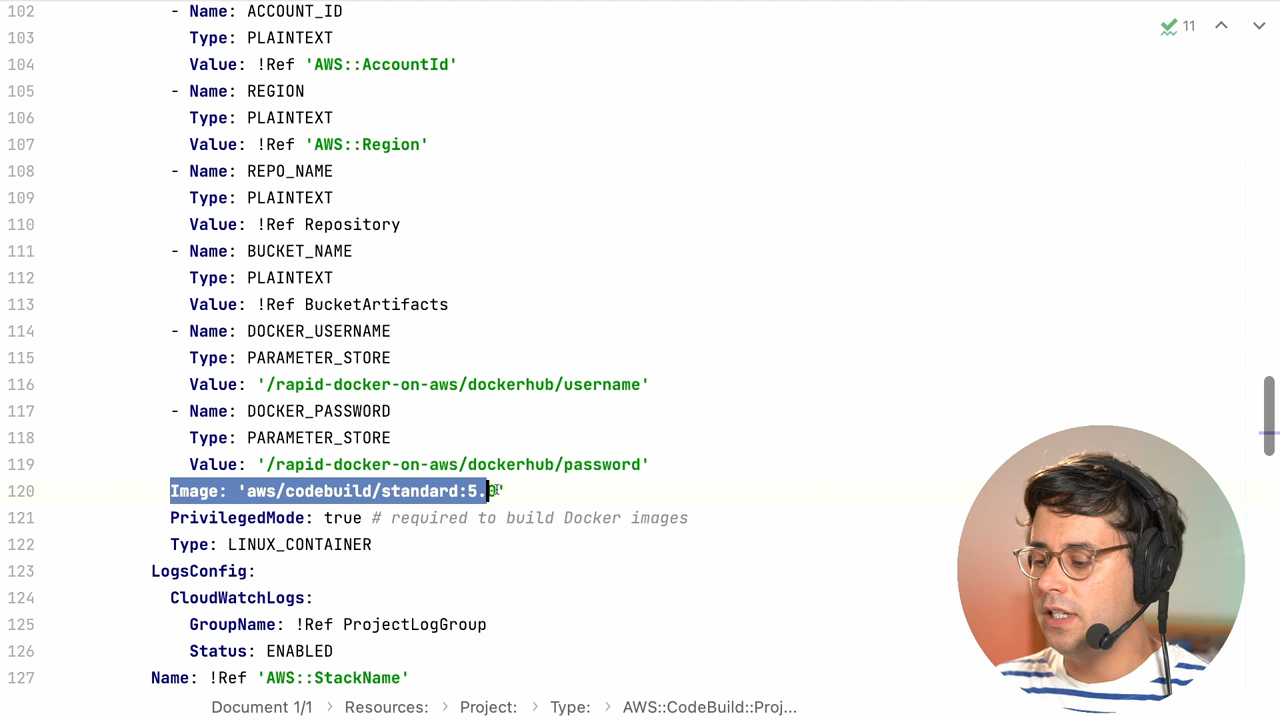 102 - Name: ACCOUNT_ID
103 Type: PLAINTEXT
104 Value: !Ref 'AWS::AccountId'
105 - Name: REGION
106 Type: PLAINTEXT
107 Value: !Ref 'AWS::Region'
108 - Name: REPO_NAME
109 Type: PLAINTEXT
110 Value: !Ref Repository
111 - Name: BUCKET_NAME
112 Type: PLAINTEXT
113 Value: !Ref BucketArtifacts
114 - Name: DOCKER_USERNAME
115 Type: PARAMETER_STORE
116 Value: '/rapid-docker-on-aws/dockerhub/username'
117 - Name: DOCKER_PASSWORD
118 Type: PARAMETER_STORE
119 Value: '/rapid-docker-on-aws/dockerhub/password'
120 Image: 'aws/codebuild/standard:5.0'
121 PrivilegedMode: true # required to build Docker images
122 Type: LINUX_CONTAINER
123 LogsConfig:
124 CloudWatchLogs:
125 GroupName: !Ref ProjectLogGroup
126 Status: ENABLED
127 Name: !Ref 'AWS::StackName'
11
Document 1/1 > Resources: > Project: > Type: > AWS::CodeBuild::Proj...